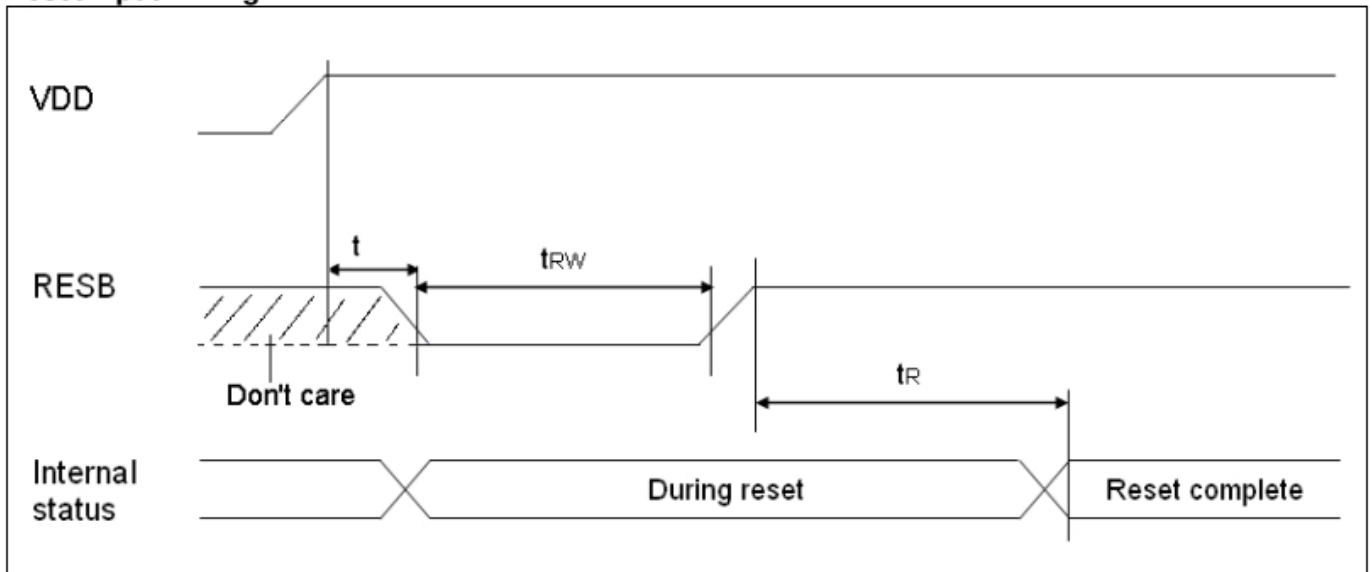 VDD
t
tRW
RESB
Don't care
tR
Internal
status
During reset
Reset complete